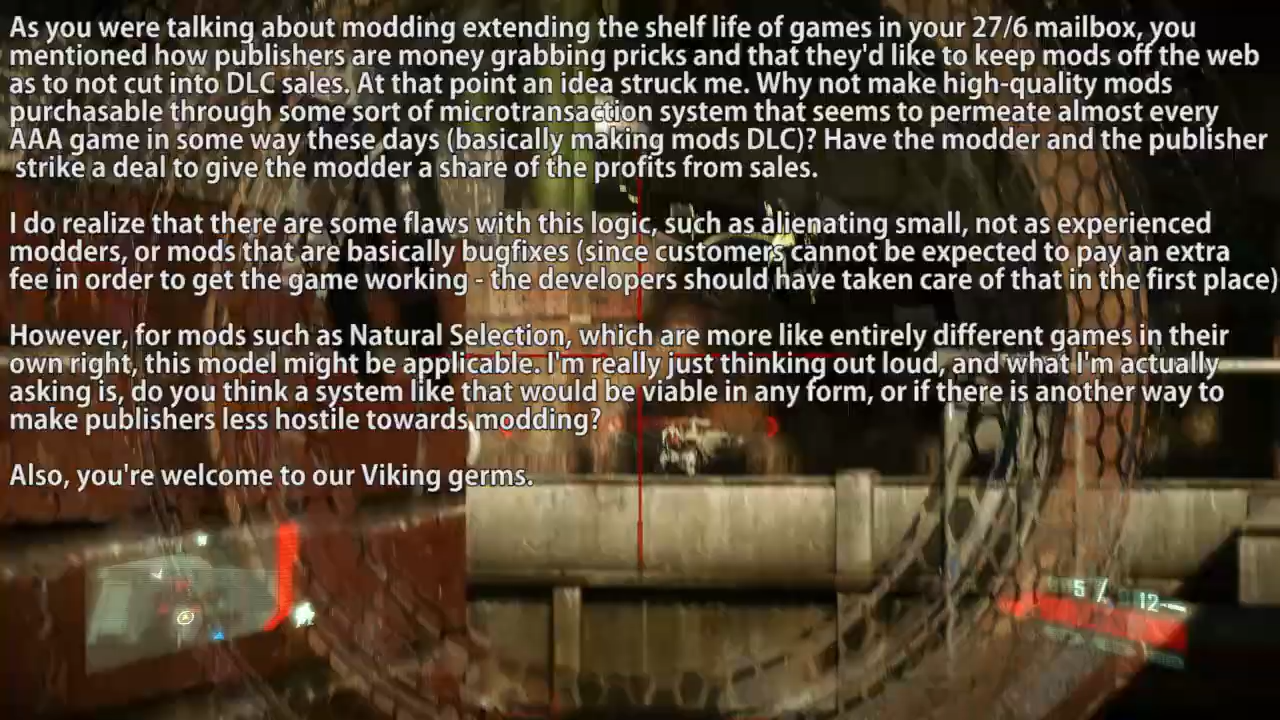 As you were talking about modding extending the shelf life of games in your 27/6 mailbox, you
mentioned how publishers are money grabbing pricks and that they'd like to keep mods off the web
as to not cut into DLC sales. At that point an idea struck me. Why not make high-quality mods
purchasable through some sort of microtransaction system that seems to permeate almost every
AAA game in some way these days (basically making mods DLC)? Have the modder and the publisher
strike a deal to give the modder a share of the profits from sales.
I do realize that there are some flaws with this logic, such as alienating small, not as experienced
modders, or mods that are basically bugfixes (since customers cannot be expected to pay an extra
fee in order to get the game working - the developers should have taken care of that in the first place)
However, for mods such as Natural Selection, which are more like entirely different games in their
own right, this model might be applicable. I'm really just thinking out loud, and what I'm actually
asking is, do you think a system like that would be viable in any form, or if there is another way to
make publishers less hostile towards modding?
Also, you're welcome to our Viking germs.
5 12